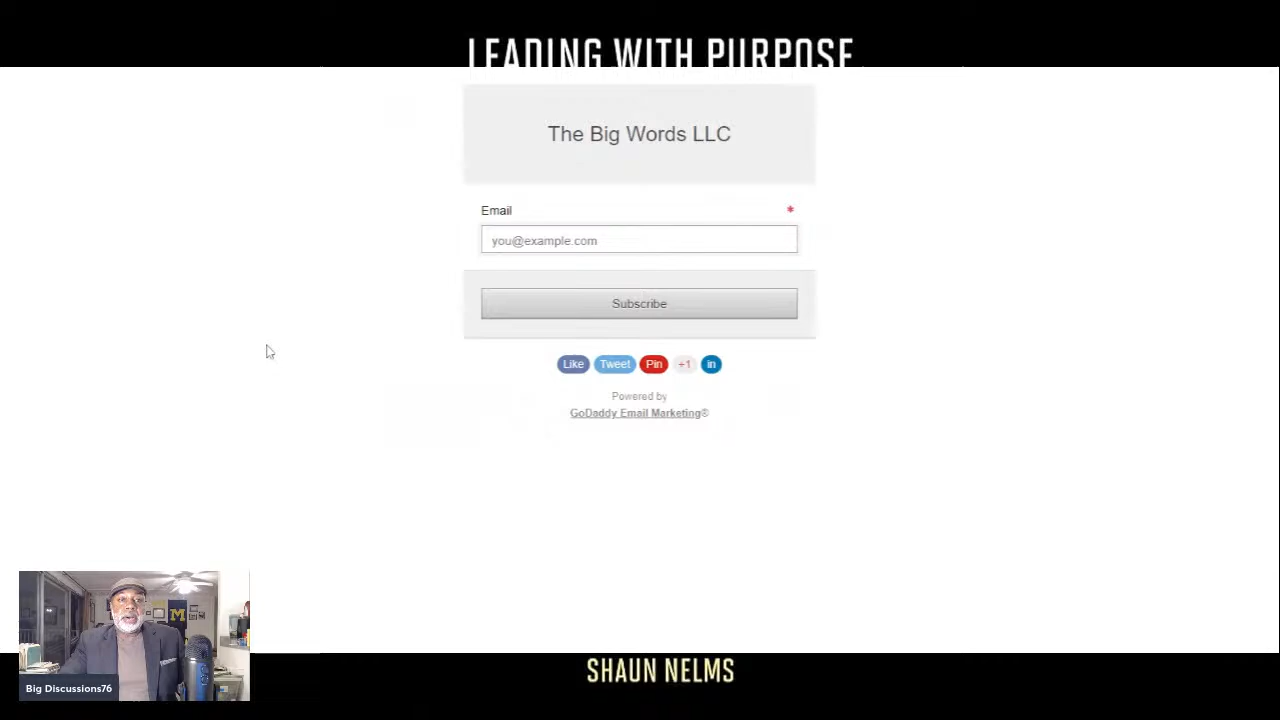 LEADING WITH PURPOSE
The Big Words LLC
Email *
you@example.com
Subscribe
Like Tweet Pin +1 in
Powered by
GoDaddy Email Marketing®
M
Big Discussions76
SHAUN NELMS